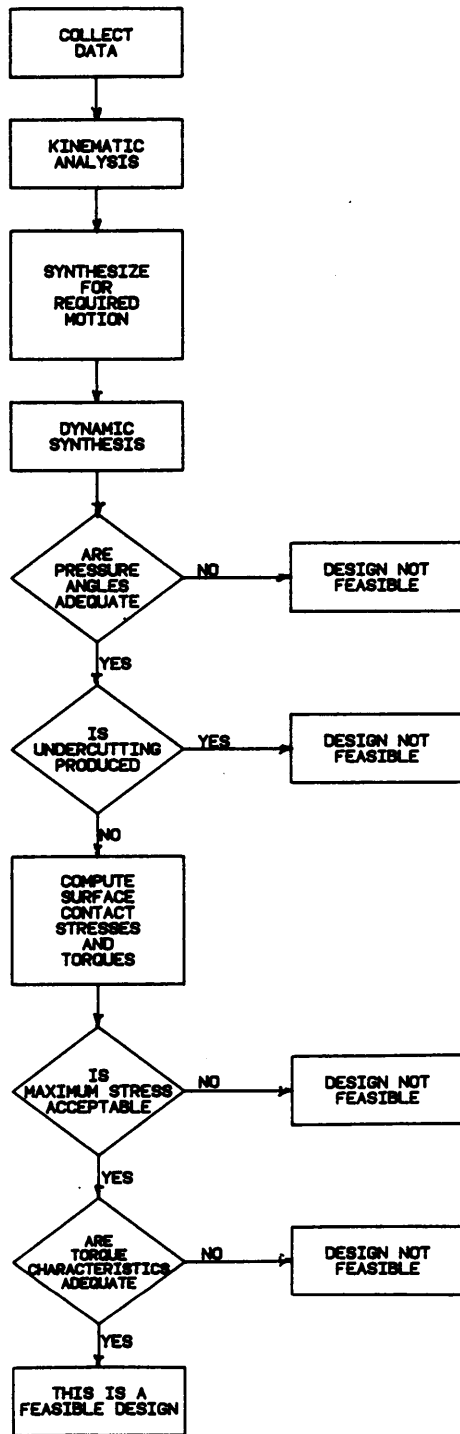 COLLECT
DATA
KINEMATIC
ANALYSIS
SYNTHESIZE
FOR
REQUIRED
MOTION
DYNAMIC
SYNTHESIS
ARE
PRESSURE
ANGLES
ADEQUATE
NO
DESIGN NOT
FEASIBLE
YES
IS
UNDERCUTTING
PRODUCED
YES
DESIGN NOT
FEASIBLE
NO
COMPUTE
SURFACE
CONTACT
STRESSES
AND
TORQUES
IS
MAXIMUM STRESS
ACCEPTABLE
NO
DESIGN NOT
FEASIBLE
YES
ARE
TORQUE
CHARACTERISTICS
ADEQUATE
NO
DESIGN NOT
FEASIBLE
YES
THIS IS A
FEASIBLE DESIGN